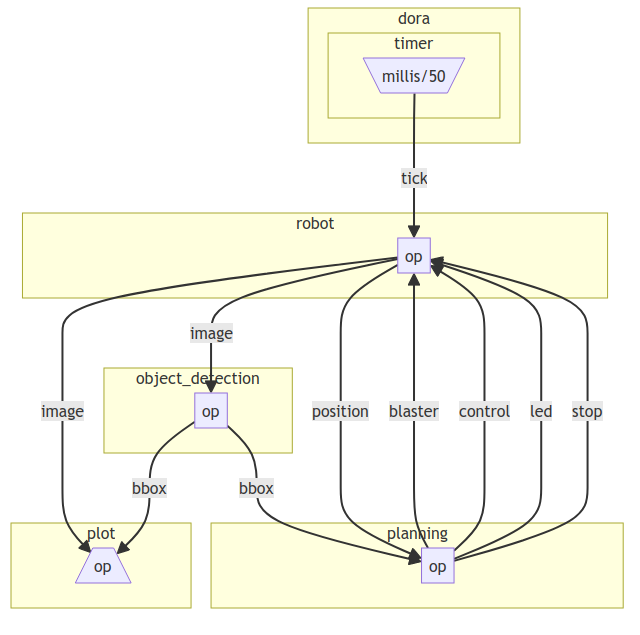 dora
timer
millis/50
tick
robot
op
image
object_detection
op
image
position
blaster
control
led
stop
bbox
bbox
plot
op
planning
op